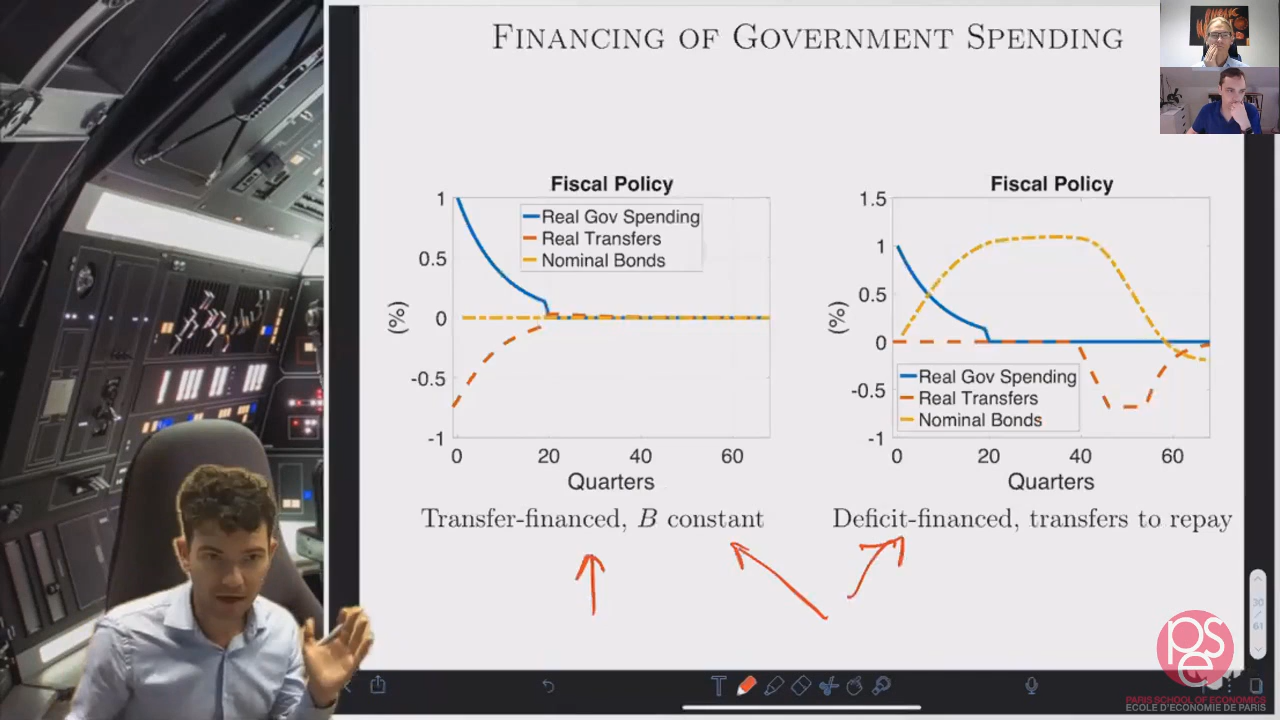 FINANCING OF GOVERNMENT SPENDING
Fiscal Policy
1
0.5
0
-0.5
-1
(%)
Real Gov Spending
Real Transfers
Nominal Bonds
0
20
40
60
Quarters
Transfer-financed, B constant
Fiscal Policy
1.5
1
0.5
0
-0.5
-1
(%)
Real Gov Spending
Real Transfers
Nominal Bonds
0
20
40
60
Quarters
Deficit-financed, transfers to repay
30
/
61
pse
PARIS SCHOOL OF ECONOMICS
ECOLE D'ECONOMIE DE PARIS